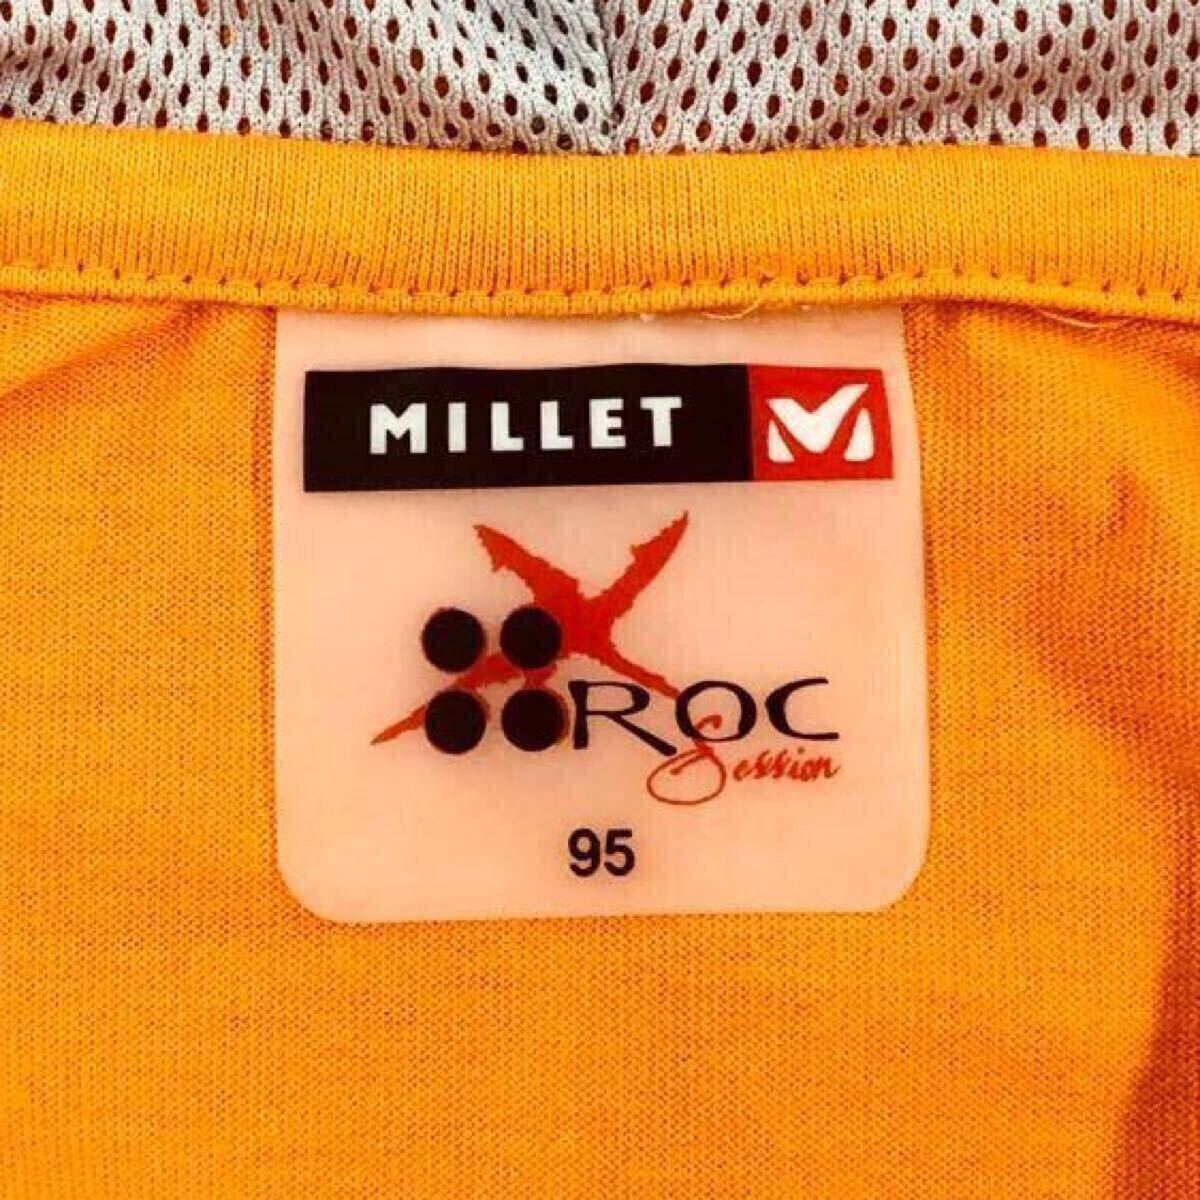 MILLET
ROC
Session
95